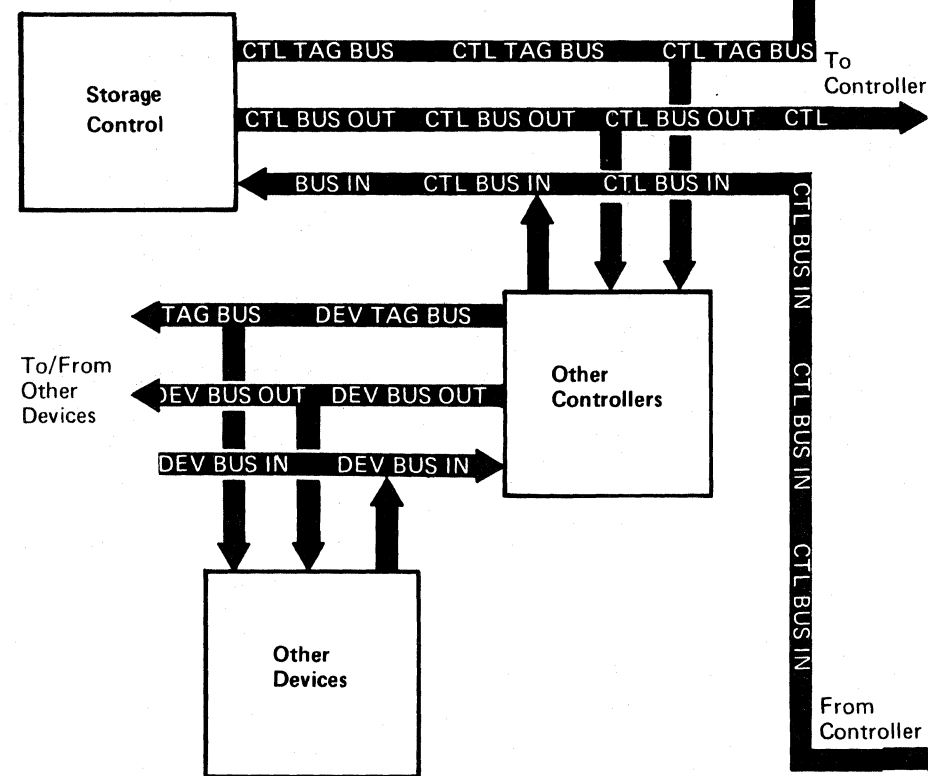 CTL TAG BUS CTL TAG BUS CTL TAG BUS
To
Controller
Storage
Control
CTL BUS OUT CTL BUS OUT CTL BUS OUT CTL
BUS IN CTL BUS IN CTL BUS IN
CTL BUS IN
CTL BUS IN
CTL BUS IN
TAG BUS DEV TAG BUS
To/From
Other
Devices
DEV BUS OUT DEV BUS OUT
Other
Controllers
DEV BUS IN DEV BUS IN
Other
Devices
From
Controller